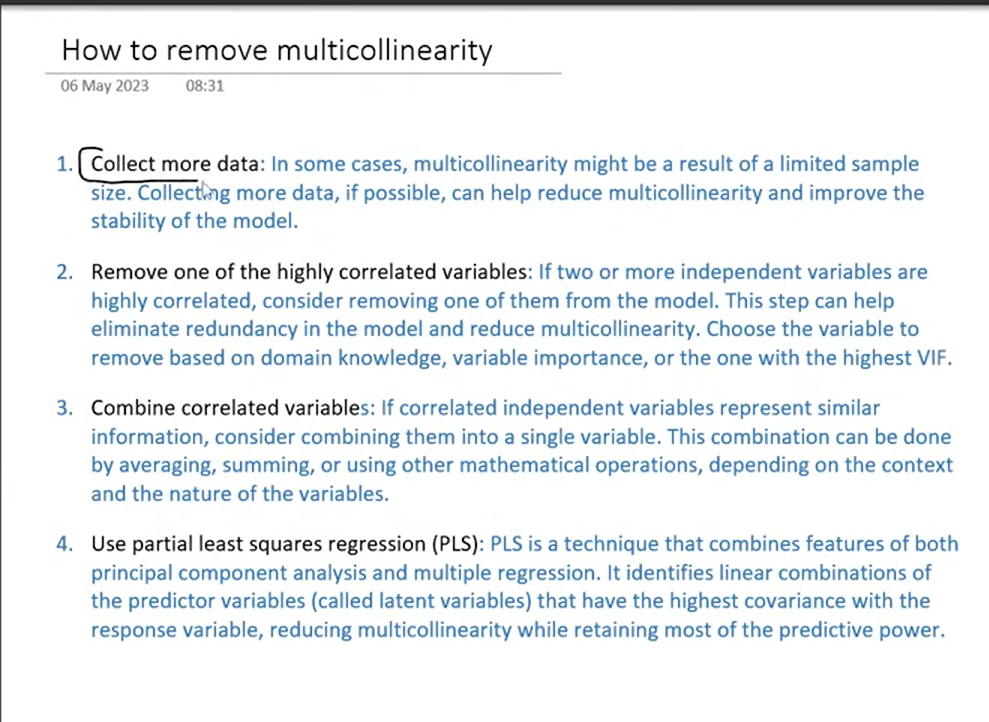 How to remove multicollinearity
06 May 2023 08:31
1. Collect more data: In some cases, multicollinearity might be a result of a limited sample
size. Collecting more data, if possible, can help reduce multicollinearity and improve the
stability of the model.
2. Remove one of the highly correlated variables: If two or more independent variables are
highly correlated, consider removing one of them from the model. This step can help
eliminate redundancy in the model and reduce multicollinearity. Choose the variable to
remove based on domain knowledge, variable importance, or the one with the highest VIF.
3. Combine correlated variables: If correlated independent variables represent similar
information, consider combining them into a single variable. This combination can be done
by averaging, summing, or using other mathematical operations, depending on the context
and the nature of the variables.
4. Use partial least squares regression (PLS): PLS is a technique that combines features of both
principal component analysis and multiple regression. It identifies linear combinations of
the predictor variables (called latent variables) that have the highest covariance with the
response variable, reducing multicollinearity while retaining most of the predictive power.